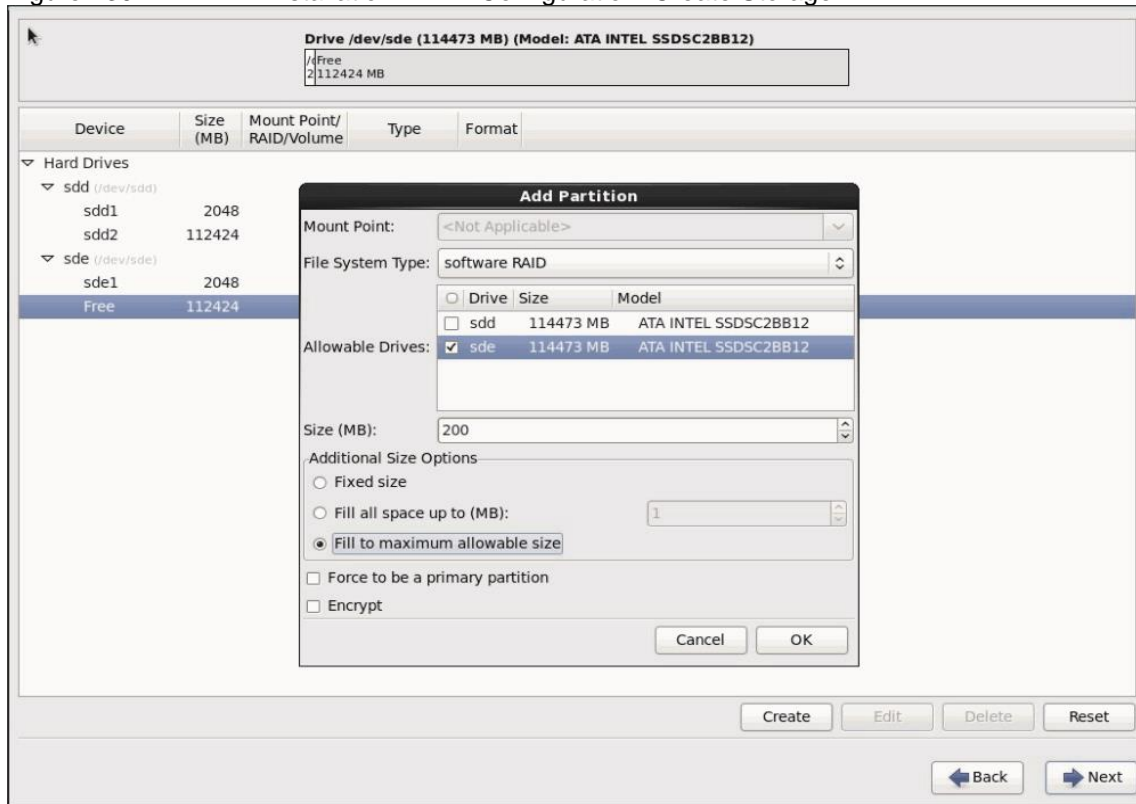 Drive /dev/sde (114473 MB) (Model: ATA INTEL SSDSC2BB12)
Free
2 112424 MB
Device Size (MB) Mount Point/ RAID/Volume Type Format
Hard Drives
sdd (/dev/sdd)
sdd1 2048
sdd2 112424
sde (/dev/sde)
sde1 2048
Free 112424
Add Partition
Mount Point: <Not Applicable>
File System Type: software RAID
Drive Size Model
sdd 114473 MB ATA INTEL SSDSC2BB12
Allowable Drives: sde 114473 MB ATA INTEL SSDSC2BB12
Size (MB): 200
Additional Size Options
Fixed size
Fill all space up to (MB): 1
Fill to maximum allowable size
Force to be a primary partition
Encrypt
Cancel OK
Create Edit Delete Reset
Back Next